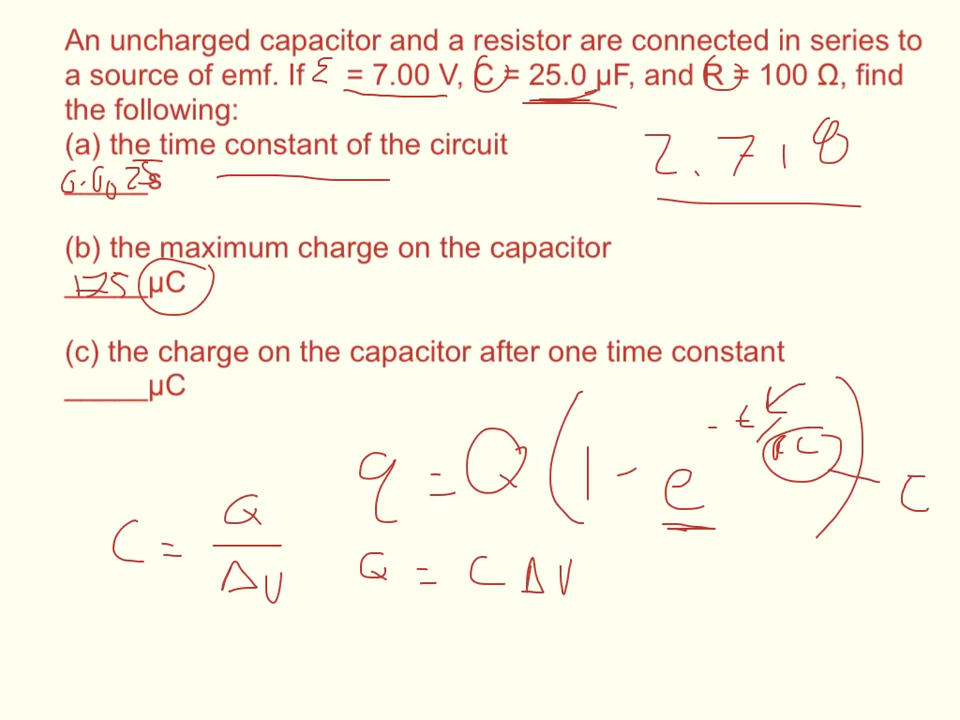 An uncharged capacitor and a resistor are connected in series to
a source of emf. If Ɛ = 7.00 V, C = 25.0 µF, and R = 100 Ω, find
the following:
(a) the time constant of the circuit
0.0025 s
2.718
(b) the maximum charge on the capacitor
175 µC
(c) the charge on the capacitor after one time constant
_____µC
q = Q(1 - e^-t/RC)
C = Q/ΔV
Q = CΔV